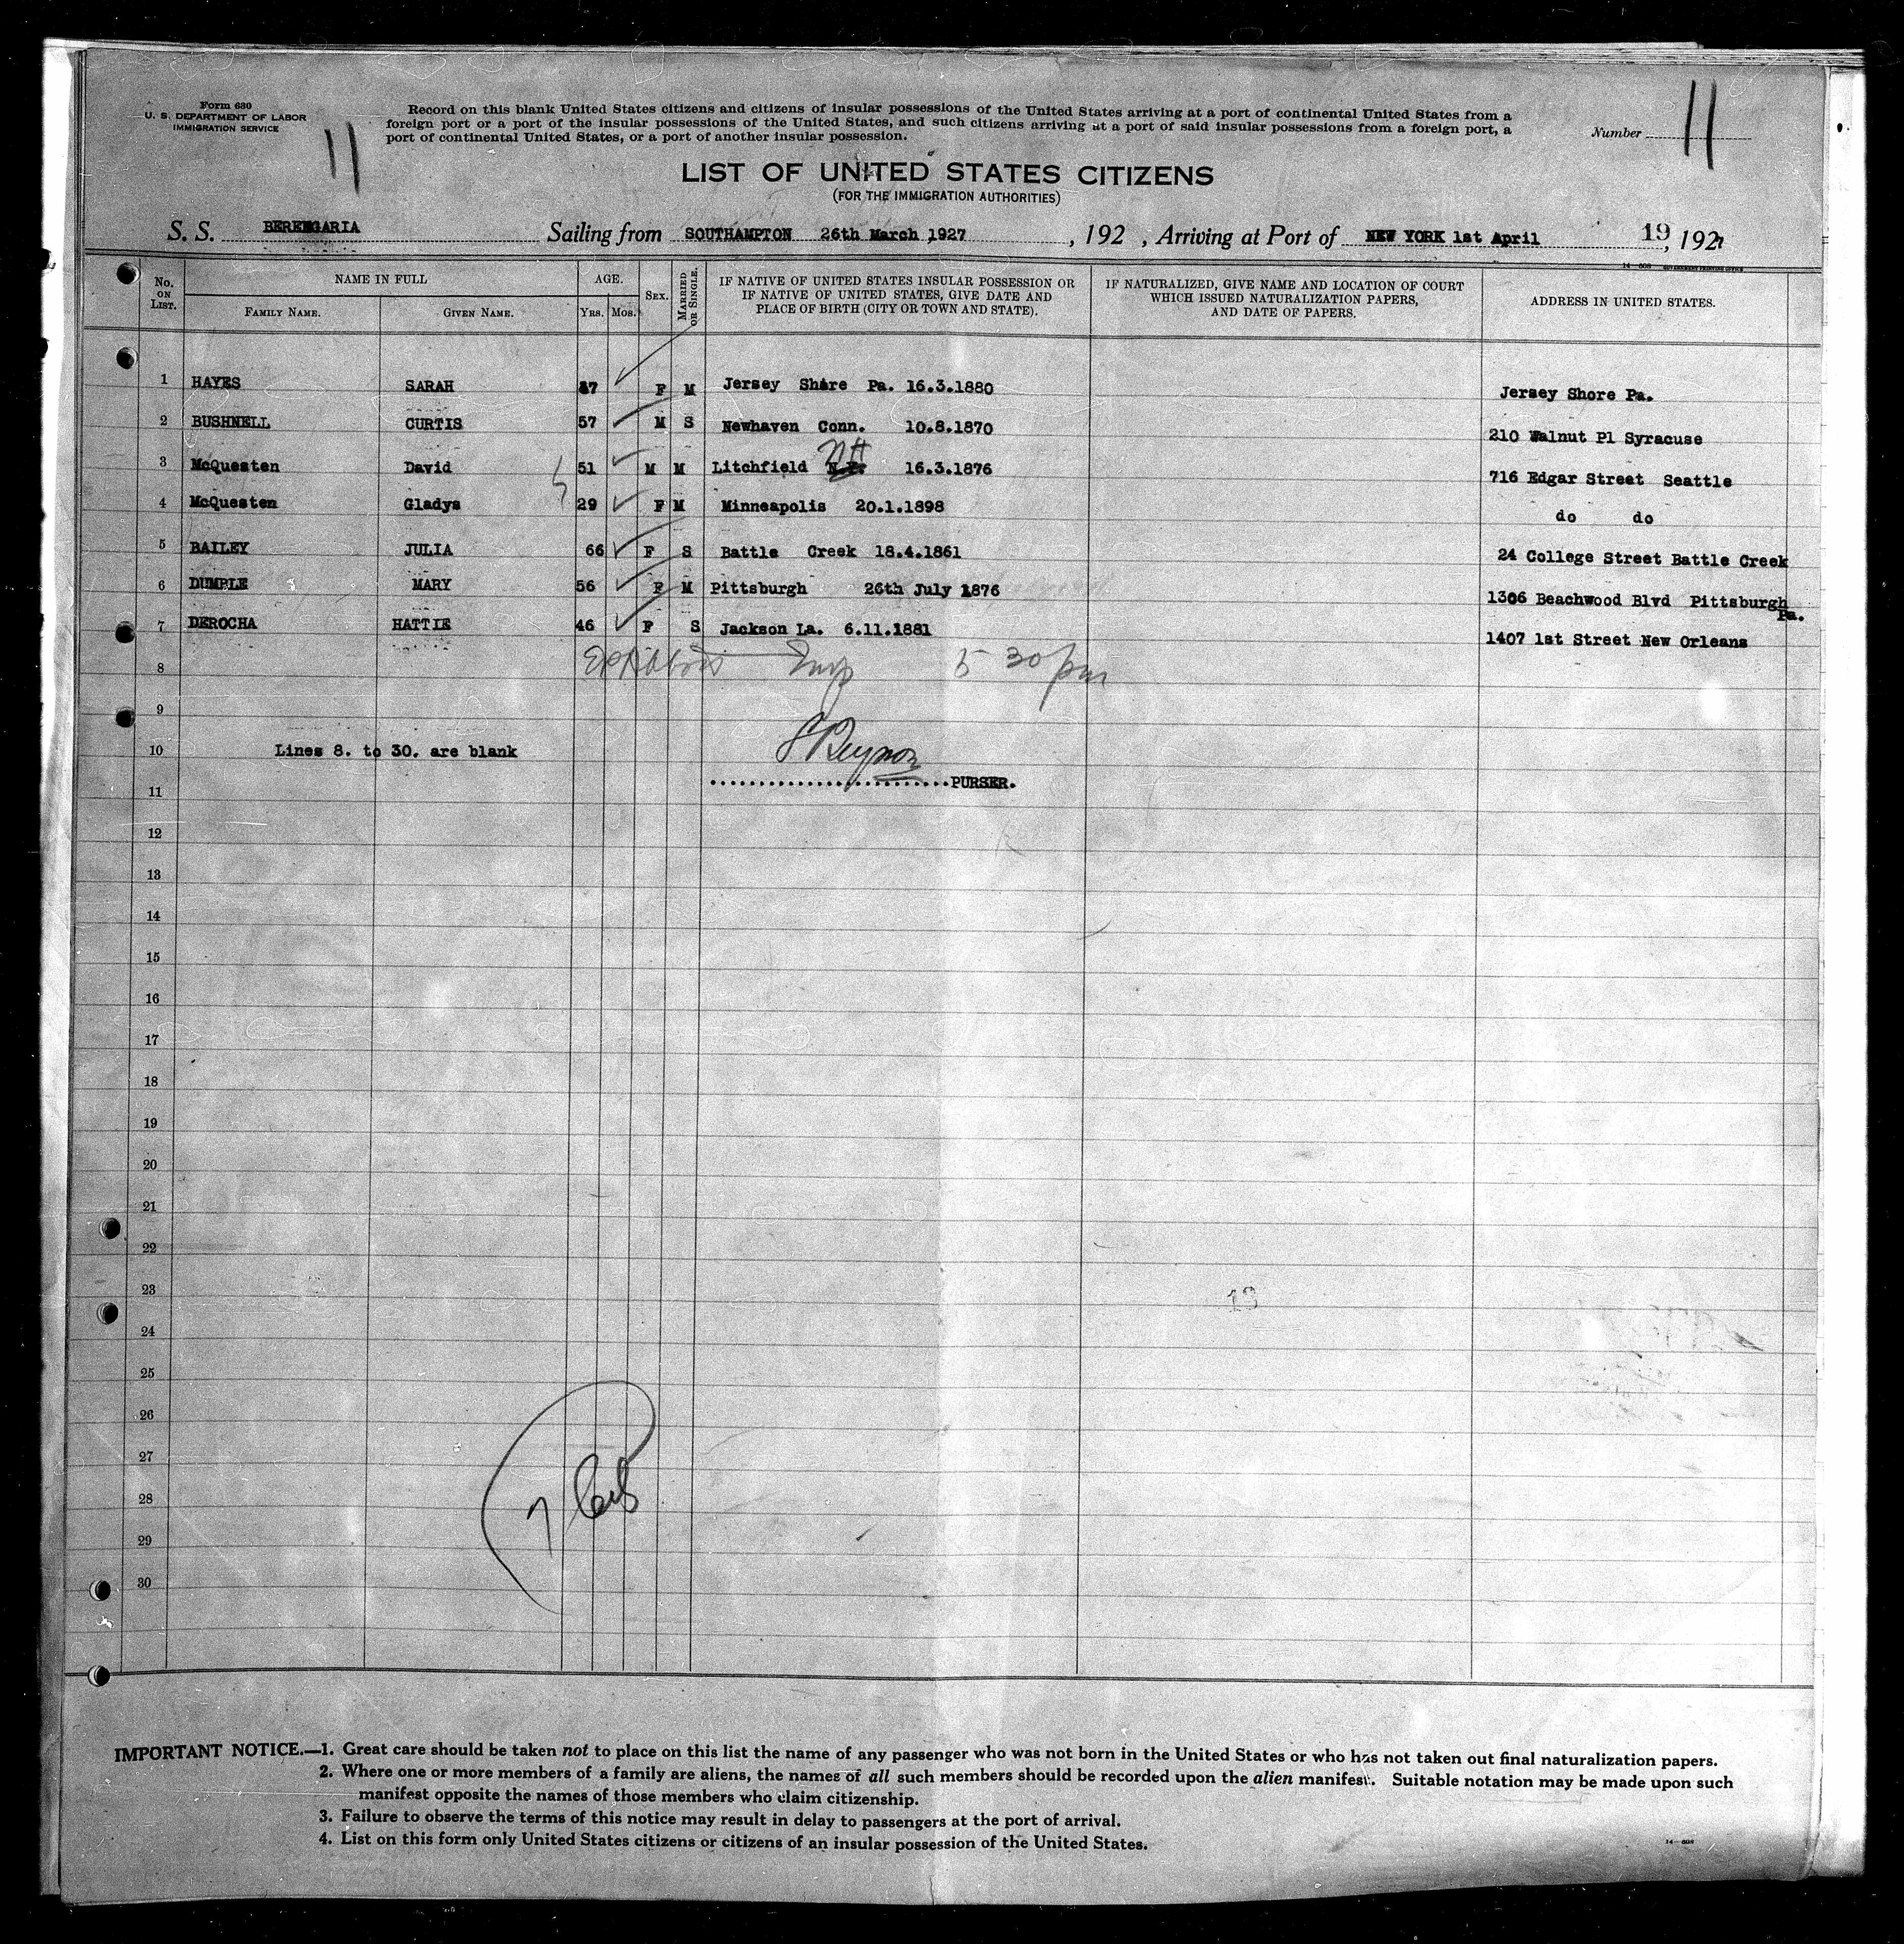 Form 630
U. S. DEPARTMENT OF LABOR
IMMIGRATION SERVICE
11
Record on this blank United States citizens and citizens of insular possessions of the United States arriving at a port of continental United States from a
foreign port or a port of the insular possessions of the United States, and such citizens arriving at a port of said insular possessions from a foreign port, a
port of continental United States, or a port of another insular possession.
Number 11
LIST OF UNITED STATES CITIZENS
(FOR THE IMMIGRATION AUTHORITIES)
S. S. BERENGARIA Sailing from SOUTHAMPTON 26th March 1927, 192 , Arriving at Port of NEW YORK 1st April 19, 1927
14—608 GOVERNMENT PRINTING OFFICE
No. ON LIST. NAME IN FULL FAMILY NAME. GIVEN NAME. AGE. YRS. MOS. SEX. MARRIED OR SINGLE. IF NATIVE OF UNITED STATES INSULAR POSSESSION OR IF NATIVE OF UNITED STATES, GIVE DATE AND PLACE OF BIRTH (CITY OR TOWN AND STATE). IF NATURALIZED, GIVE NAME AND LOCATION OF COURT WHICH ISSUED NATURALIZATION PAPERS, AND DATE OF PAPERS. ADDRESS IN UNITED STATES.
1 HAYES SARAH 47 F M Jersey Shore Pa. 16.3.1880 Jersey Shore Pa.
2 BUSHNELL CURTIS 57 M S Newhaven Conn. 10.8.1870 210 Walnut Pl Syracuse
3 McQuesten David 51 M M Litchfield NH 16.3.1876 716 Edgar Street Seattle
4 McQuesten Gladys 29 F M Minneapolis 20.1.1898 do do
5 BAILEY JULIA 66 F S Battle Creek 18.4.1861 24 College Street Battle Creek
6 DUMPLE MARY 56 F M Pittsburgh 26th July 1876 1306 Beachwood Blvd Pittsburgh Pa.
7 DEROCHA HATTIE 46 F S Jackson La. 6.11.1881 1407 1st Street New Orleans
8 5 30 pm
9
10 Lines 8. to 30. are blank
PURSER.
11
12
13
14
15
16
17
18
19
20
21
22
23 13
24
25
26
27
28 7
29
30
IMPORTANT NOTICE.—1. Great care should be taken not to place on this list the name of any passenger who was not born in the United States or who has not taken out final naturalization papers.
2. Where one or more members of a family are aliens, the names of all such members should be recorded upon the alien manifest. Suitable notation may be made upon such
manifest opposite the names of those members who claim citizenship.
3. Failure to observe the terms of this notice may result in delay to passengers at the port of arrival.
4. List on this form only United States citizens or citizens of an insular possession of the United States.
14—608